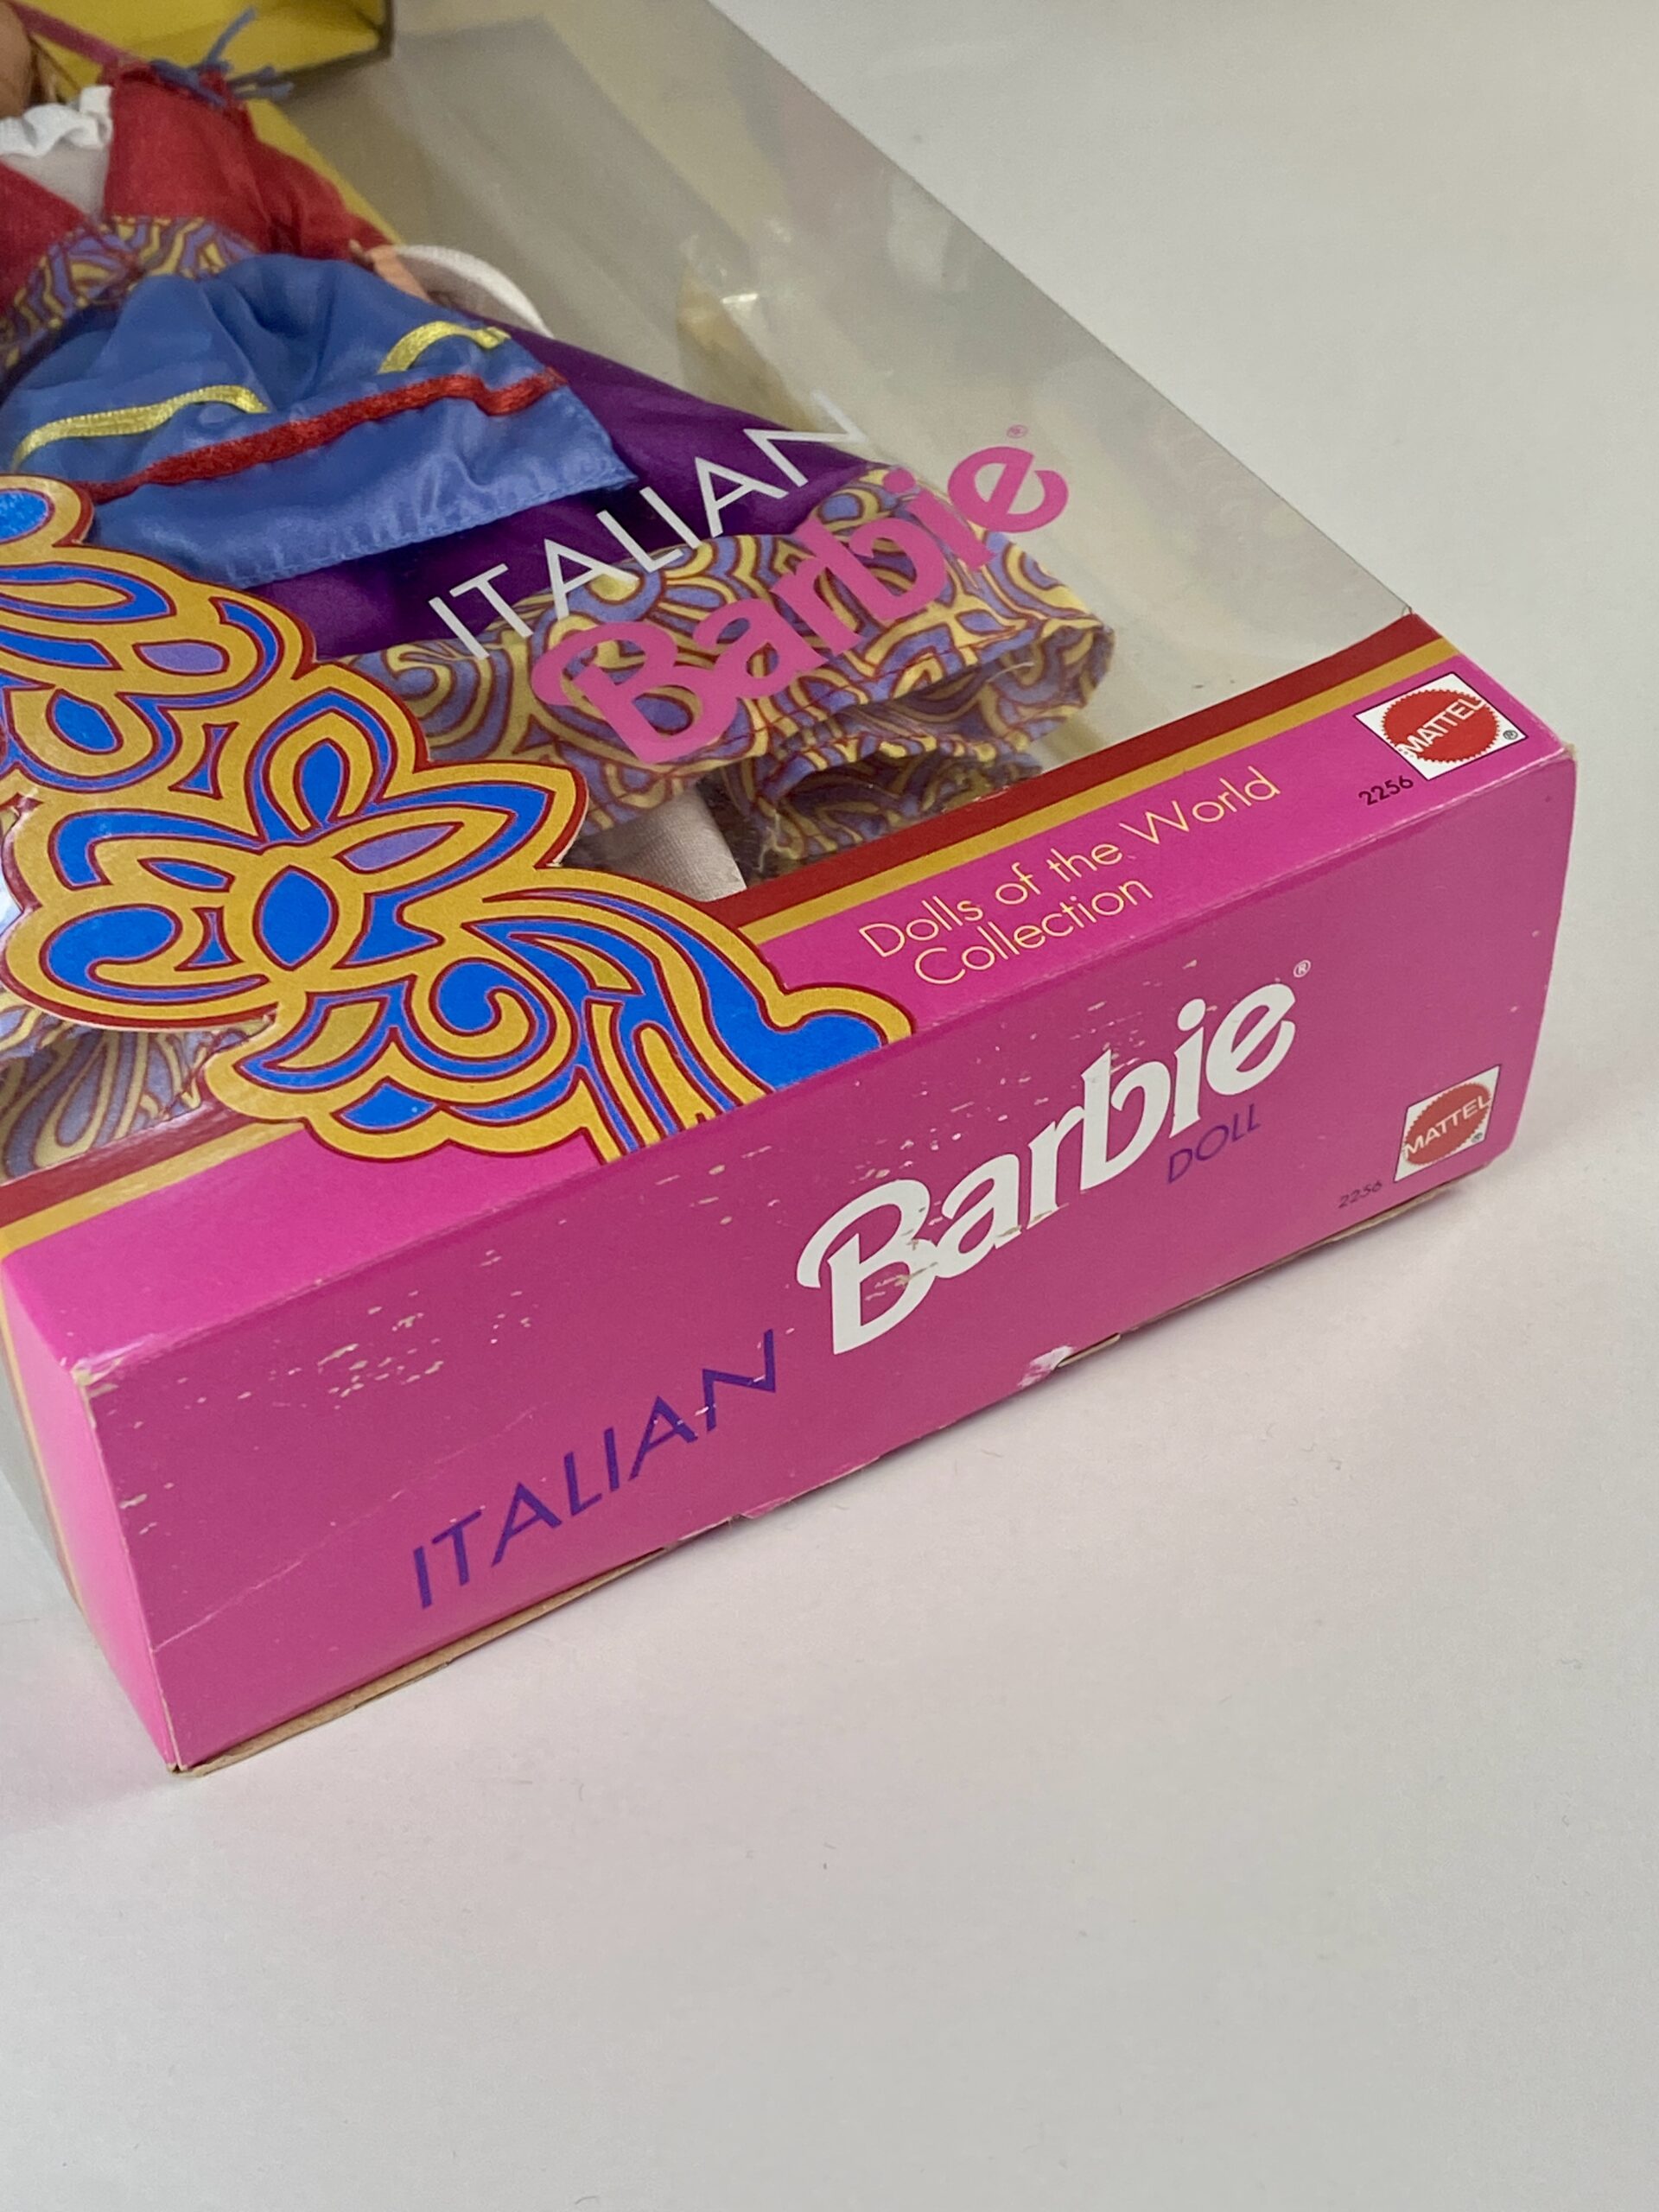 ITALIAN
Barbie®
MATTEL®
2256
Dolls of the World
Collection
ITALIAN Barbie®
DOLL
MATTEL®
2256